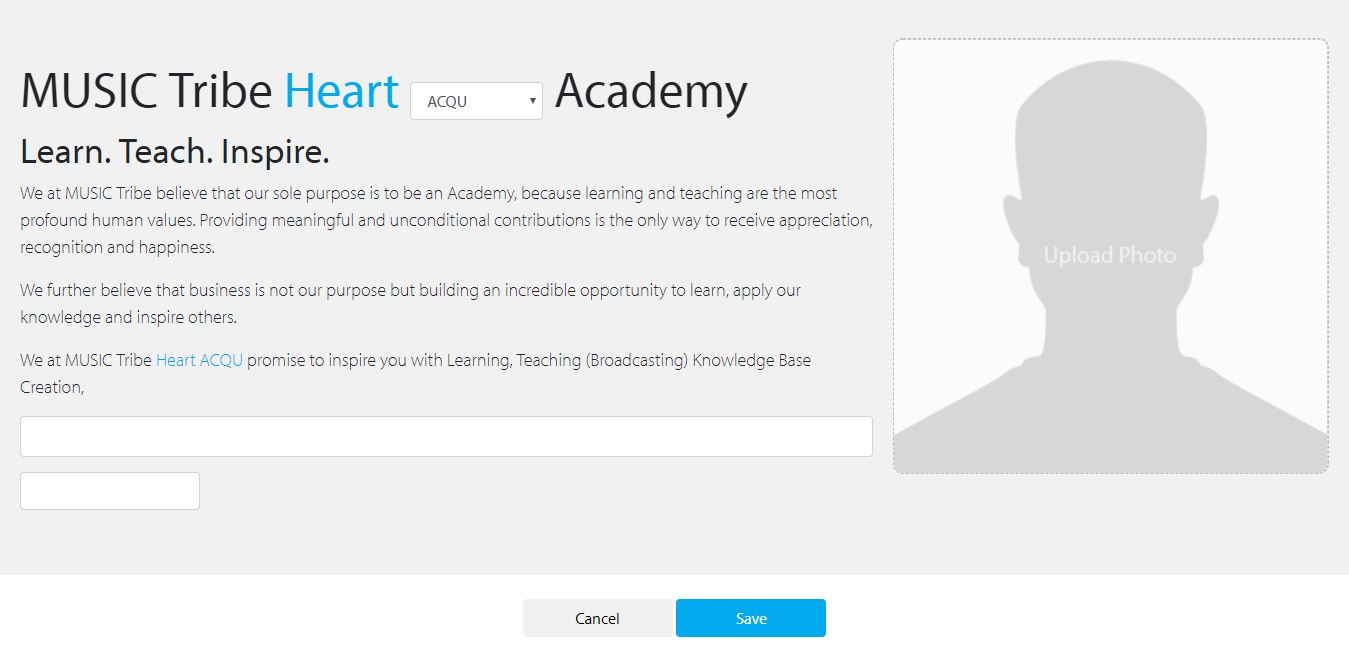 MUSIC Tribe Heart ACQU Academy
Learn. Teach. Inspire.
We at MUSIC Tribe believe that our sole purpose is to be an Academy, because learning and teaching are the most
profound human values. Providing meaningful and unconditional contributions is the only way to receive appreciation,
recognition and happiness.
We further believe that business is not our purpose but building an incredible opportunity to learn, apply our
knowledge and inspire others.
We at MUSIC Tribe Heart ACQU promise to inspire you with Learning, Teaching (Broadcasting) Knowledge Base
Creation,
Upload Photo
Cancel
Save